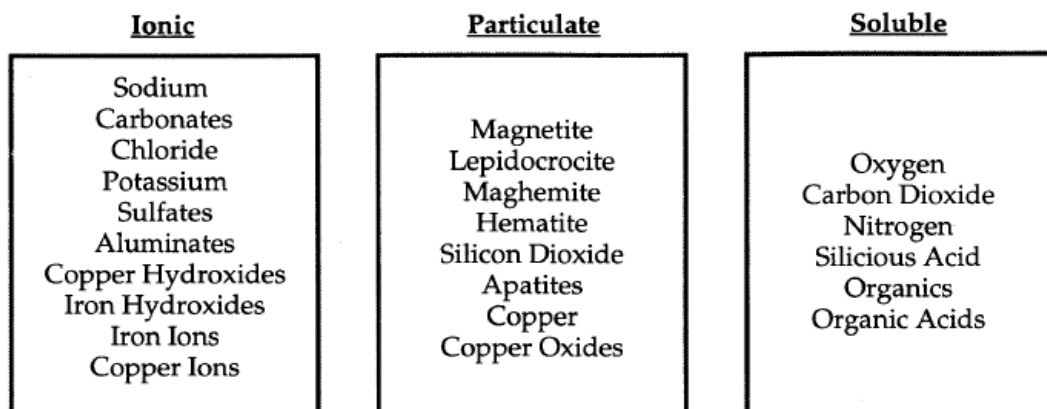 Ionic
Sodium
Carbonates
Chloride
Potassium
Sulfates
Aluminates
Copper Hydroxides
Iron Hydroxides
Iron Ions
Copper Ions
Particulate
Magnetite
Lepidocrocite
Maghemite
Hematite
Silicon Dioxide
Apatites
Copper
Copper Oxides
Soluble
Oxygen
Carbon Dioxide
Nitrogen
Silicious Acid
Organics
Organic Acids